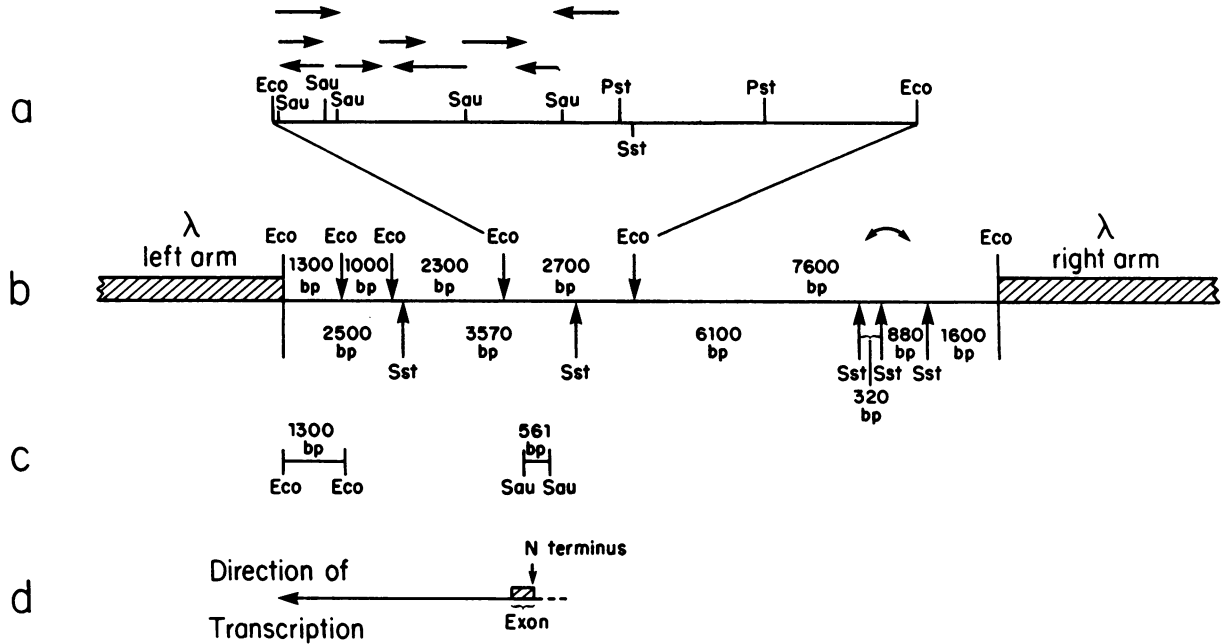 a
Eco Sau Sau Sau Sau Sau Pst Sst Pst Eco
b
λ left arm
Eco Eco Eco Eco Eco Eco
λ right arm
1300 bp 1000 bp 2300 bp 2700 bp 7600 bp
2500 bp 3570 bp 6100 bp 880 bp 1600 bp
Sst Sst Sst Sst Sst
320 bp
c
1300 bp 561 bp
Eco Eco Sau Sau
d
N terminus
Direction of
Transcription
Exon